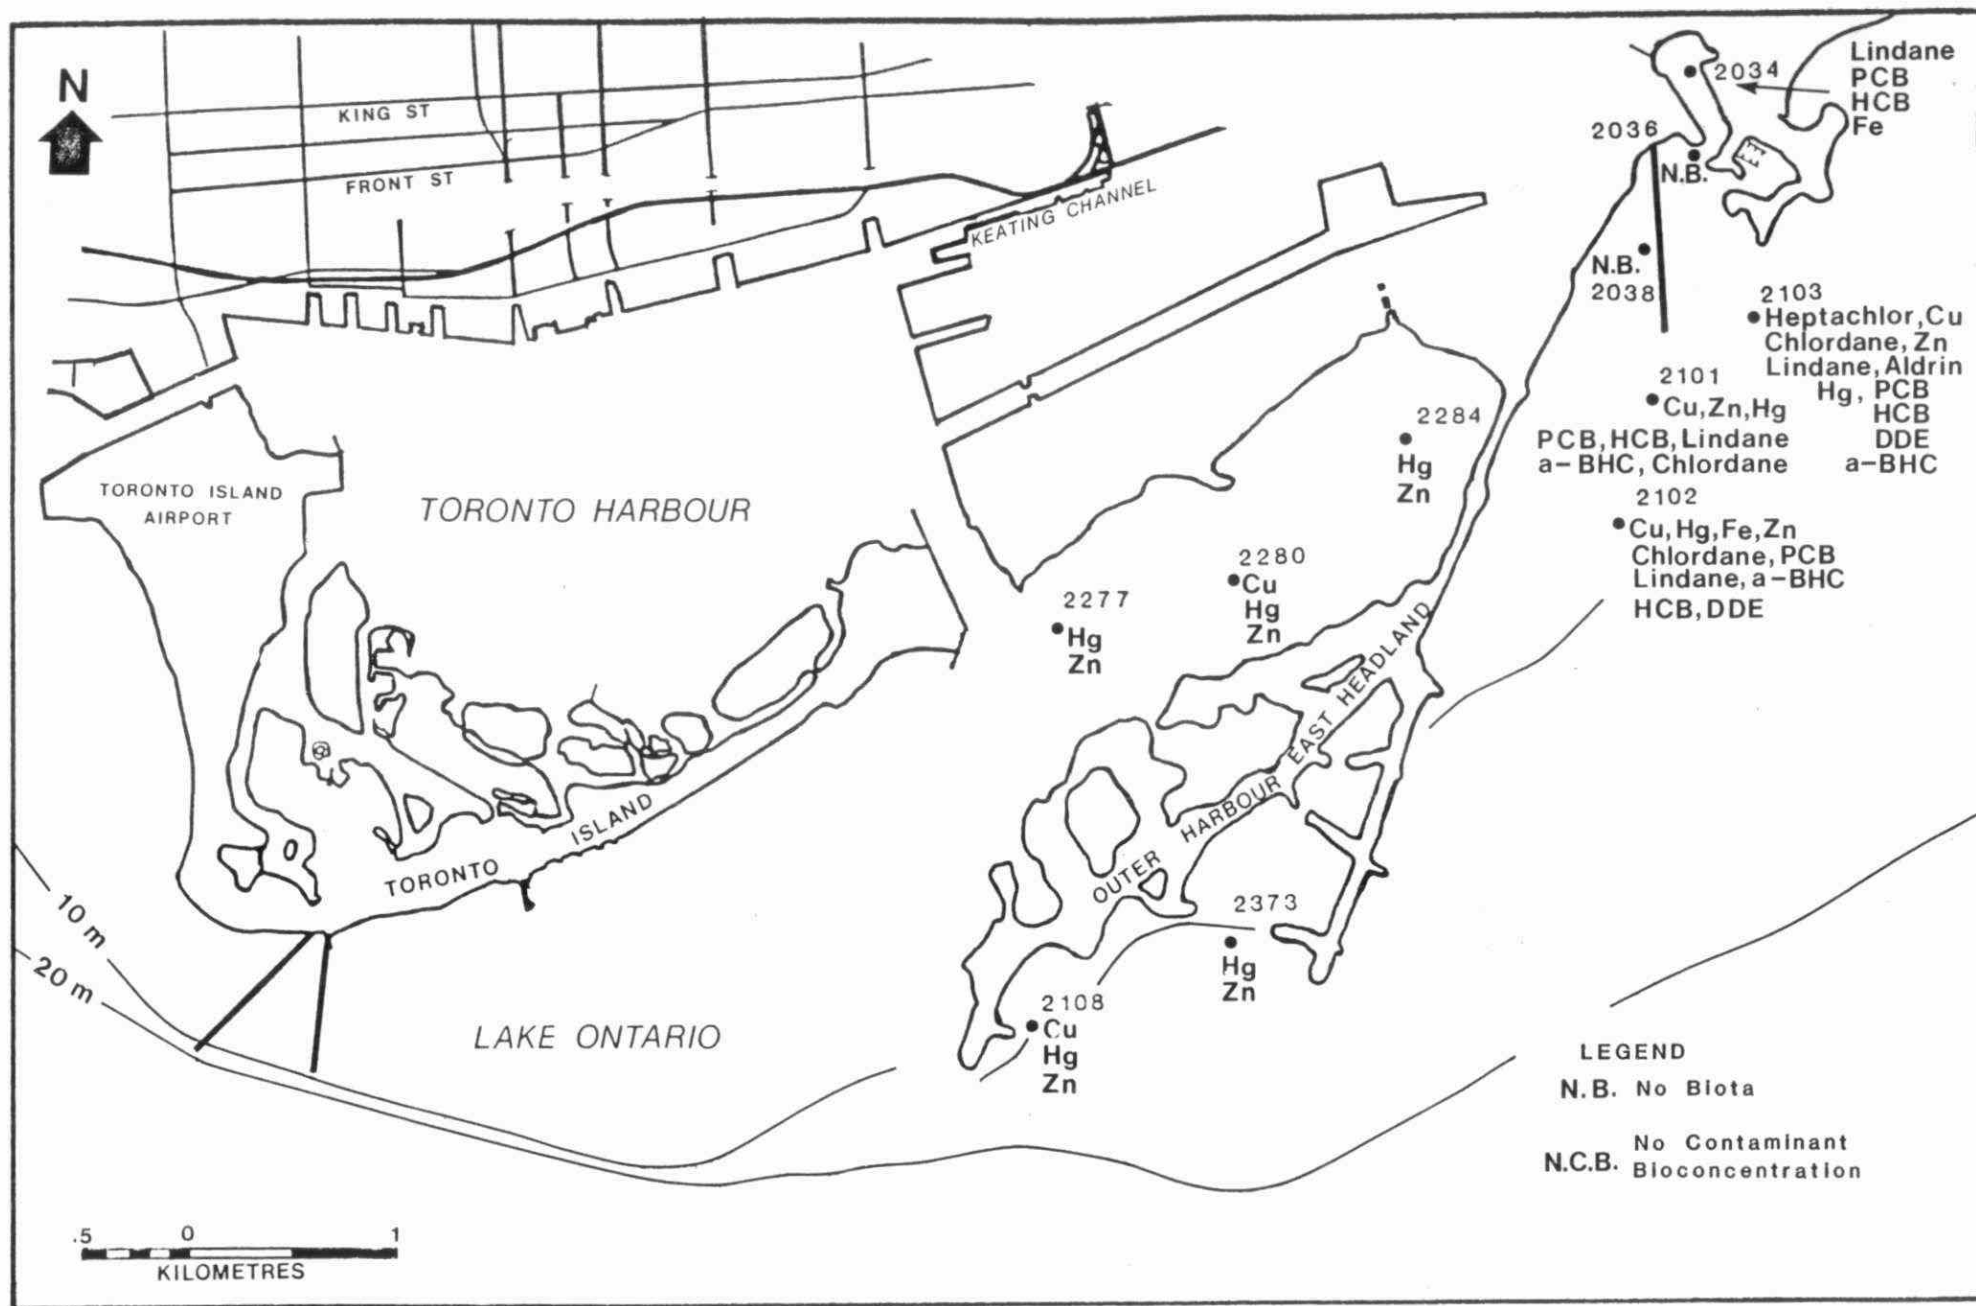 N
KING ST
FRONT ST
KEATING CHANNEL
TORONTO ISLAND
AIRPORT
TORONTO HARBOUR
TORONTO ISLAND
LAKE ONTARIO
10 m
20 m
OUTER HARBOUR EAST HEADLAND
2034
Lindane
PCB
HCB
Fe
2036
N.B.
N.B.
2038
2103
Heptachlor, Cu
Chlordane, Zn
Lindane, Aldrin
Hg, PCB
HCB
DDE
a-BHC
2101
Cu, Zn, Hg
PCB, HCB, Lindane
a-BHC, Chlordane
2102
Cu, Hg, Fe, Zn
Chlordane, PCB
Lindane, a-BHC
HCB, DDE
2284
Hg
Zn
2280
Cu
Hg
Zn
2277
Hg
Zn
2373
Hg
Zn
2108
Cu
Hg
Zn
LEGEND
N.B. No Biota
N.C.B. No Contaminant
Bioconcentration
.5 0 1
KILOMETRES